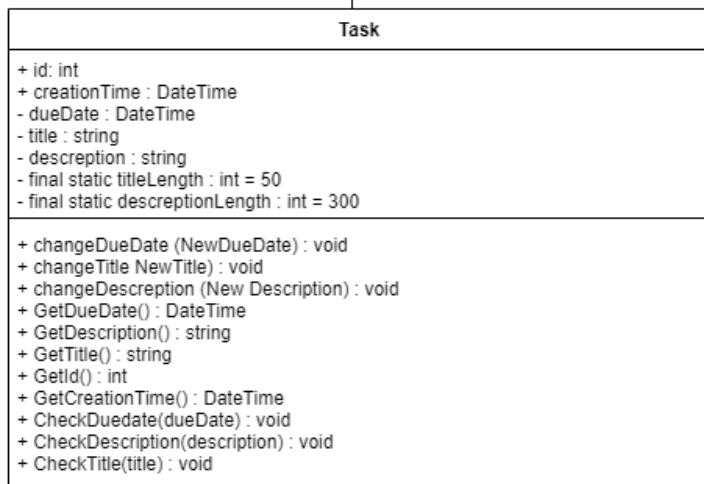 Task
+ id: int
+ creationTime : DateTime
- dueDate : DateTime
- title : string
- descreption : string
- final static titleLength : int = 50
- final static descreptionLength : int = 300
+ changeDueDate (NewDueDate) : void
+ changeTitle NewTitle) : void
+ changeDescreption (New Description) : void
+ GetDueDate() : DateTime
+ GetDescription() : string
+ GetTitle() : string
+ GetId() : int
+ GetCreationTime() : DateTime
+ CheckDuedate(dueDate) : void
+ CheckDescription(description) : void
+ CheckTitle(title) : void